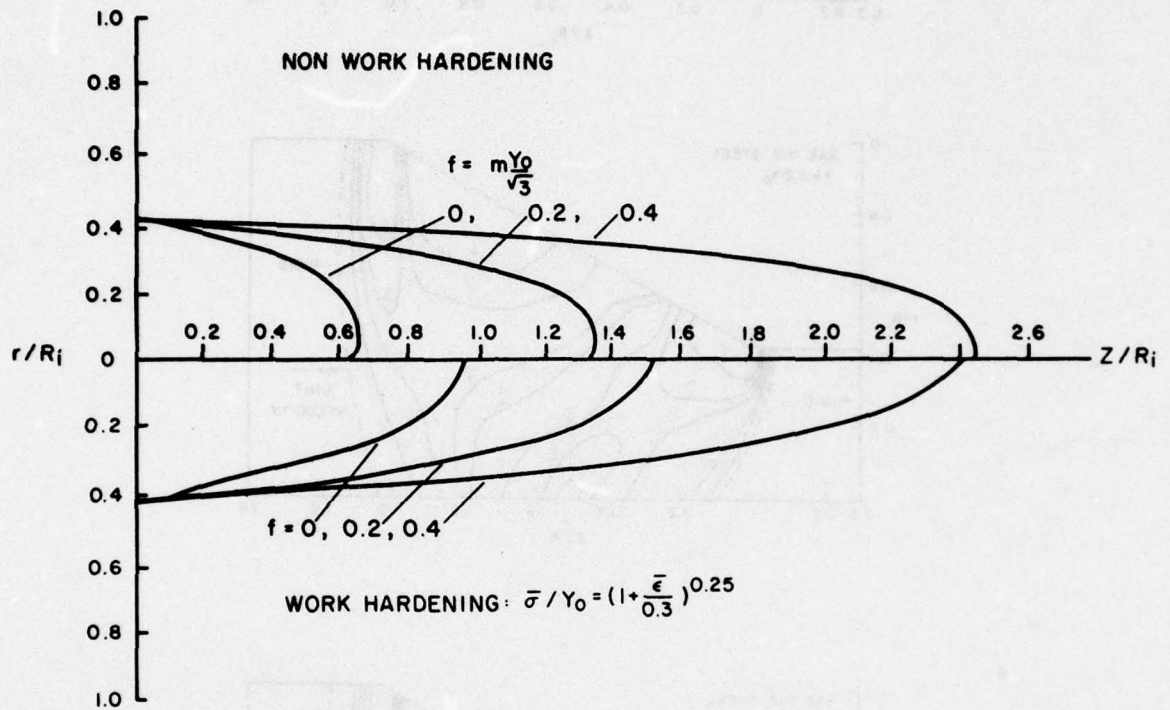 1.0
NON WORK HARDENING
0.8
0.6
f = mY₀/√3
0, 0.2, 0.4
0.4
0.2
0.2 0.4 0.6 0.8 1.0 1.2 1.4 1.6 1.8 2.0 2.2 2.4 2.6
r/Ri 0 Z/Ri
0.2
0.4
f = 0, 0.2, 0.4
0.6
WORK HARDENING: σ̄/Y₀ = (1+ ε̄/0.3)^0.25
0.8
1.0